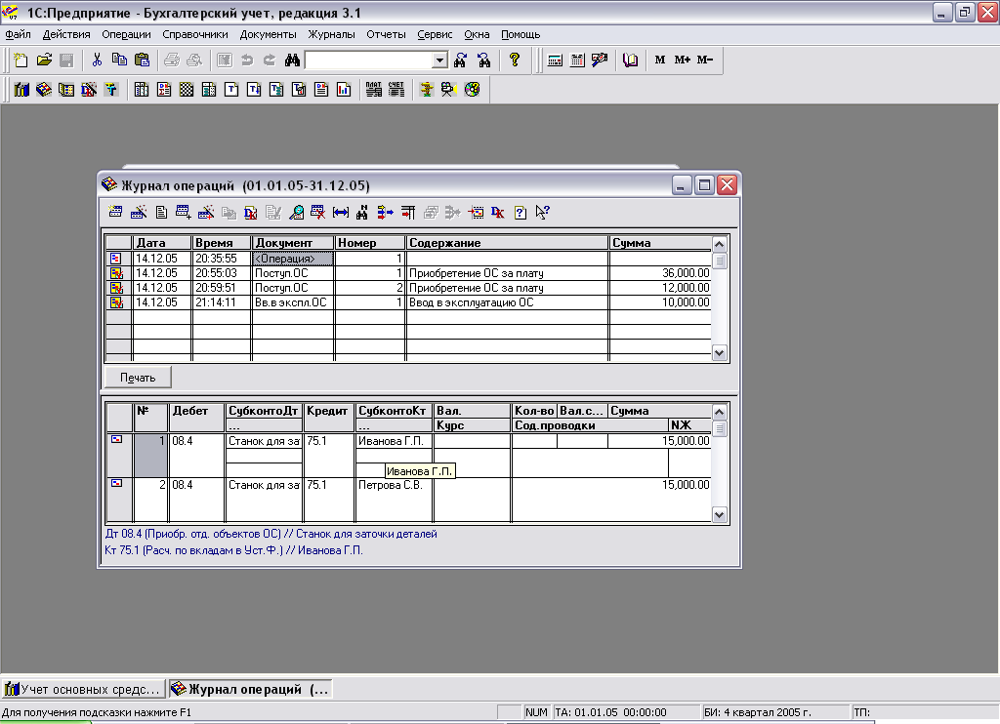 1С:Предприятие - Бухгалтерский учет, редакция 3.1
Файл Действия Операции Справочники Документы Журналы Отчеты Сервис Окна Помощь
M M+ M-
ПЛАТ СЧЕТ
Журнал операций (01.01.05-31.12.05)
Дата Время Документ Номер Содержание Сумма
14.12.05 20:35:55 <Операция> 1
14.12.05 20:55:03 Поступ.ОС 1 Приобретение ОС за плату 36,000.00
14.12.05 20:59:51 Поступ.ОС 2 Приобретение ОС за плату 12,000.00
14.12.05 21:14:11 Вв.в экспл.ОС 1 Ввод в эксплуатацию ОС 10,000.00
Печать
№ Дебет СубконтоДт Кредит СубконтоКт Вал. Кол-во Вал.с... Сумма
... ... Курс Сод.проводки NЖ
1 08.4 Станок для за 75.1 Иванова Г.П. 15,000.00
Иванова Г.П.
2 08.4 Станок для за 75.1 Петрова С.В. 15,000.00
Дт 08.4 (Приобр. отд. объектов ОС) // Станок для заточки деталей
Кт 75.1 (Расч. по вкладам в Уст.Ф.) // Иванова Г.П.
Учет основных средс... Журнал операций (...
Для получения подсказки нажмите F1 NUM TA: 01.01.05 00:00:00 БИ: 4 квартал 2005 г. ТП: